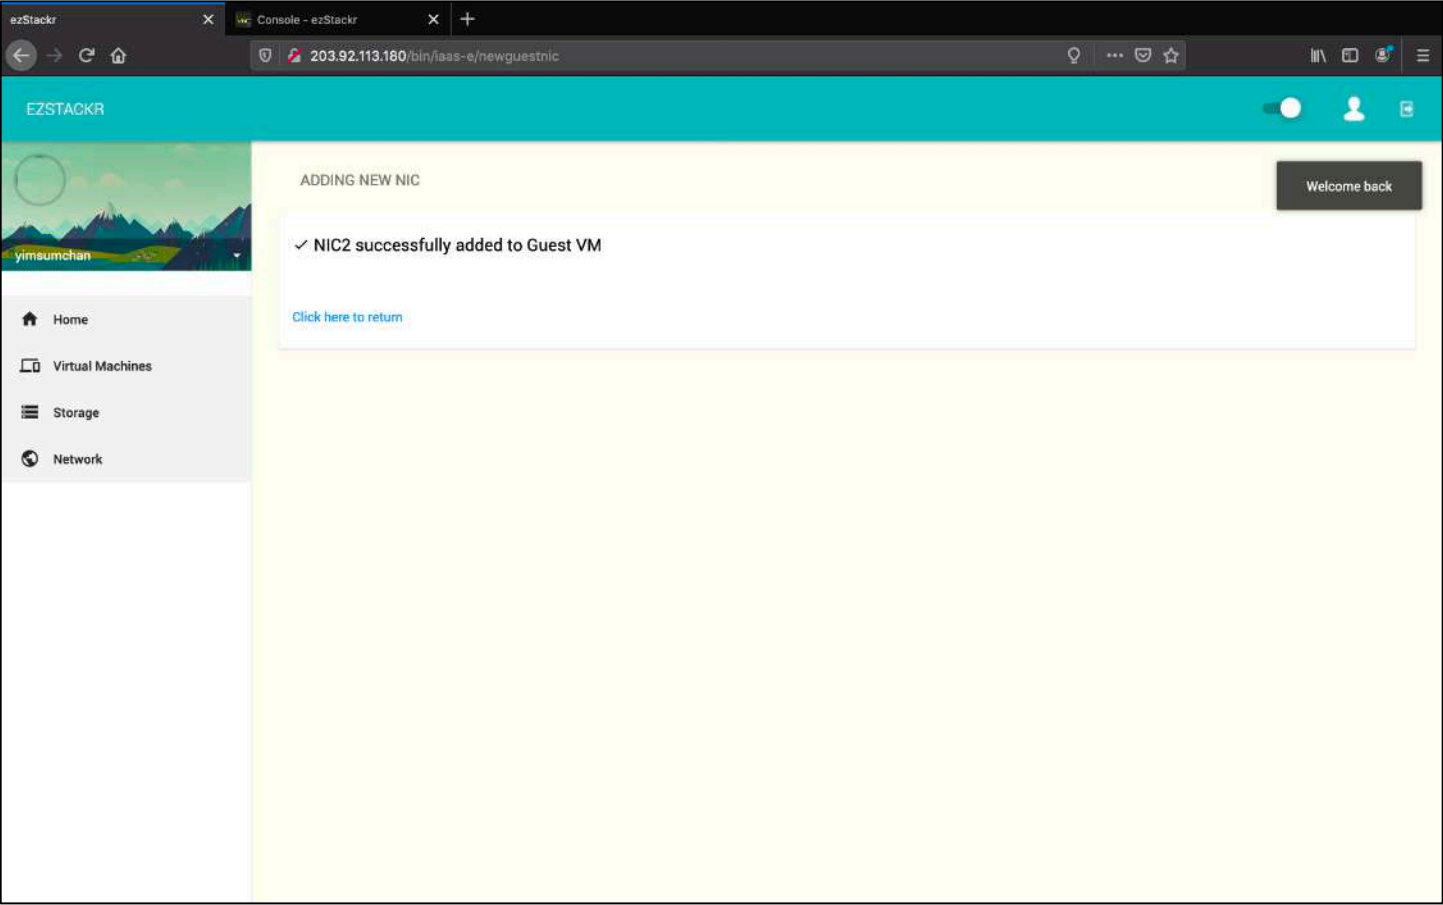 ezStackr
Console - ezStackr
203.92.113.180/bin/iaas-e/newguestnic
EZSTACKR
ADDING NEW NIC
Welcome back
NIC2 successfully added to Guest VM
yimsumchan
Click here to return
Home
Virtual Machines
Storage
Network